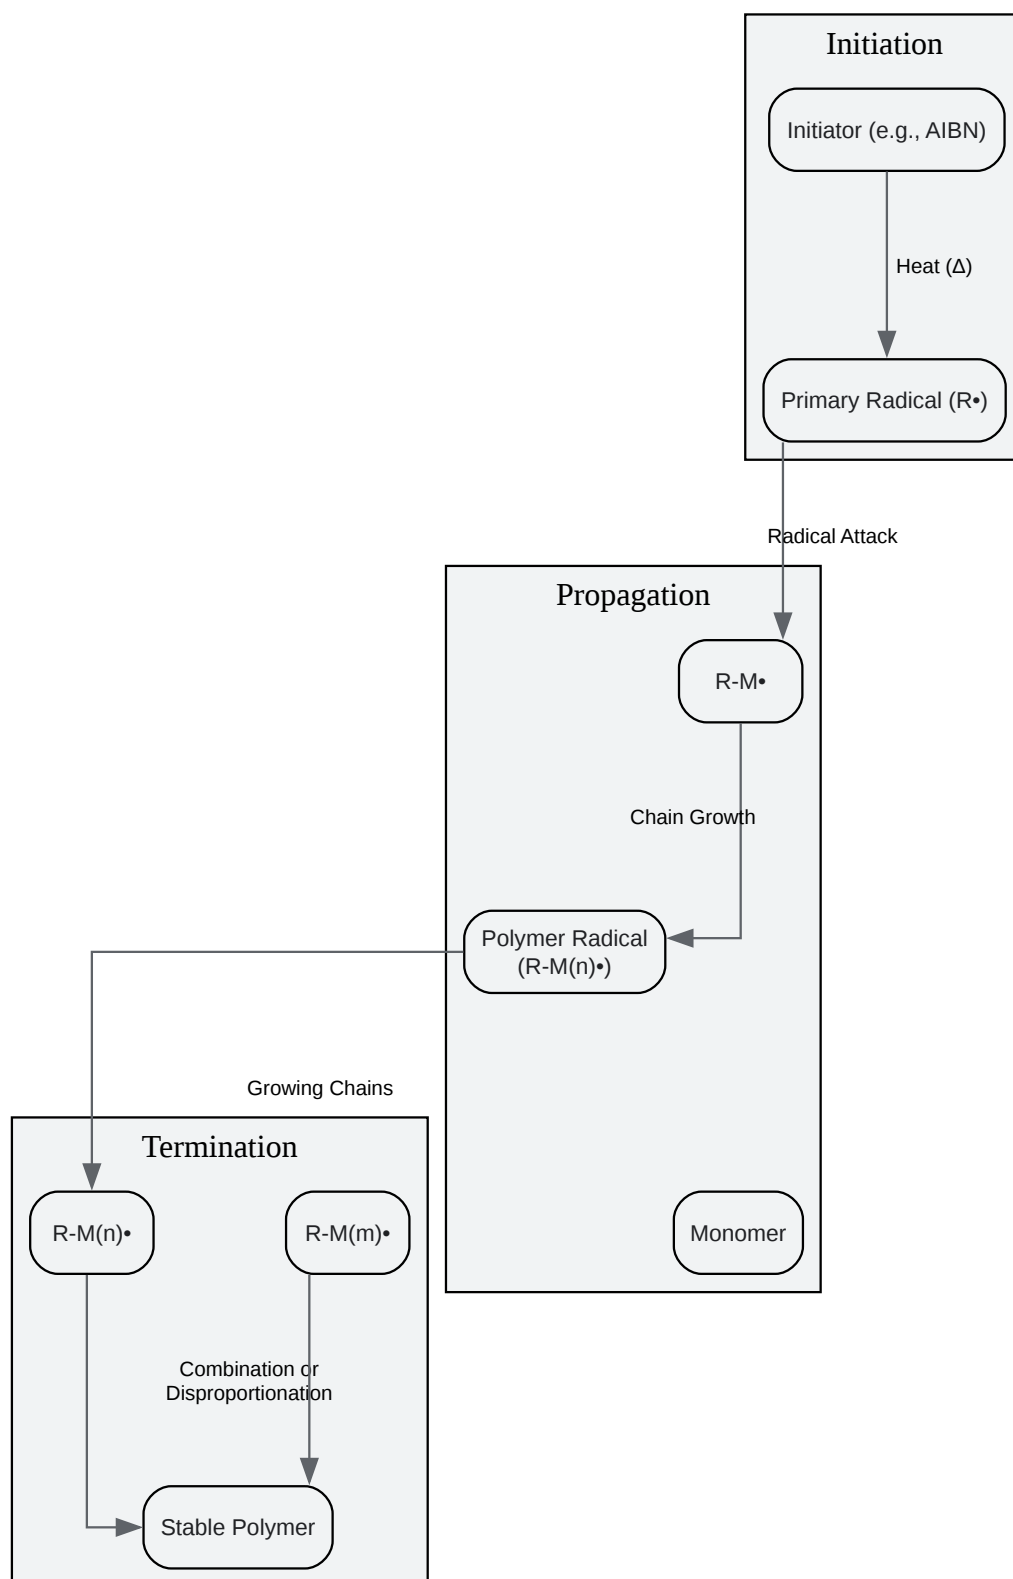 Initiation
Initiator (e.g., AIBN)
Heat (Δ)
Primary Radical (R•)
Radical Attack
Propagation
R-M•
Chain Growth
Polymer Radical
(R-M(n)•)
Growing Chains
Termination
R-M(n)•
R-M(m)•
Monomer
Combination or
Disproportionation
Stable Polymer